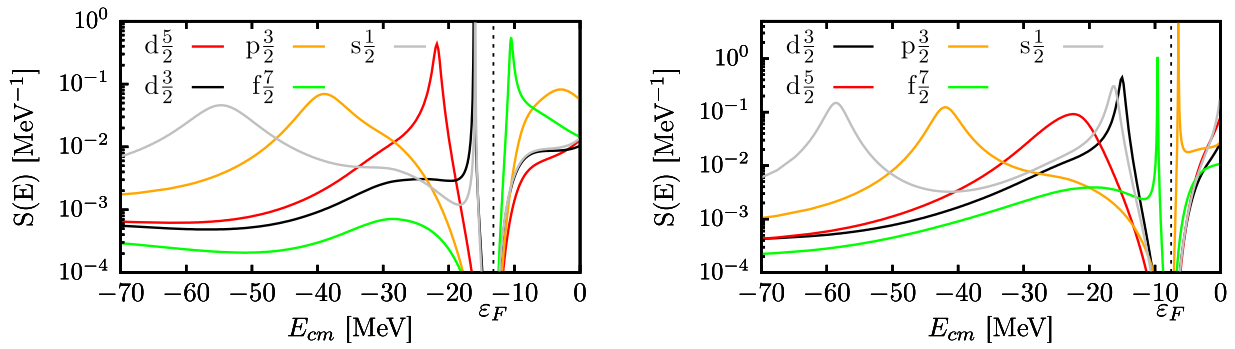 10⁰
10⁻¹
10⁻²
10⁻³
10⁻⁴
S(E) [MeV⁻¹]
d5/2 p3/2 s1/2
d3/2 f7/2
−70 −60 −50 −40 −30 −20 −10 0
ε_F
E_cm [MeV]
10⁰
10⁻¹
10⁻²
10⁻³
10⁻⁴
S(E) [MeV⁻¹]
d3/2 p3/2 s1/2
d5/2 f7/2
−70 −60 −50 −40 −30 −20 −10 0
ε_F
E_cm [MeV]